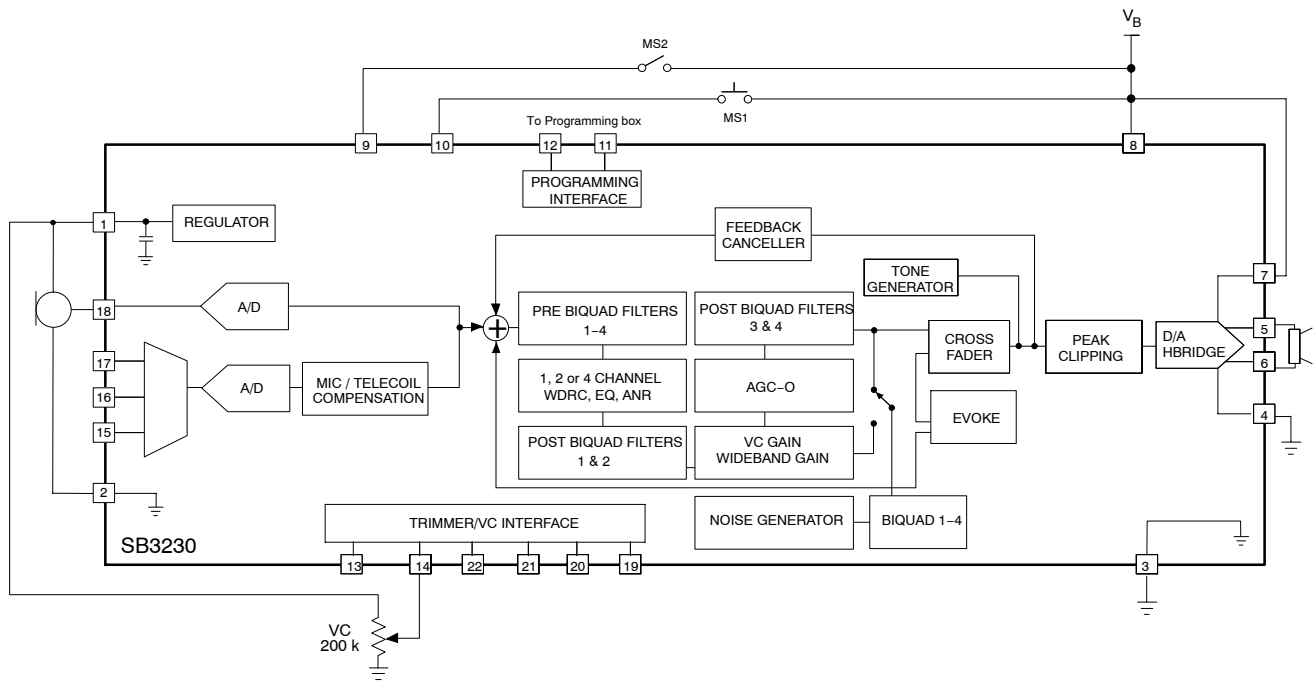 V_B
MS2
MS1
To Programming box
9
10
12
11
8
PROGRAMMING
INTERFACE
1
REGULATOR
FEEDBACK
CANCELLER
TONE
GENERATOR
7
18
A/D
PRE BIQUAD FILTERS
1–4
POST BIQUAD FILTERS
3 & 4
CROSS
FADER
PEAK
CLIPPING
D/A
HBRIDGE
5
6
17
16
15
A/D
MIC / TELECOIL
COMPENSATION
1, 2 or 4 CHANNEL
WDRC, EQ, ANR
AGC–O
EVOKE
4
POST BIQUAD FILTERS
1 & 2
VC GAIN
WIDEBAND GAIN
2
TRIMMER/VC INTERFACE
NOISE GENERATOR
BIQUAD 1–4
SB3230
13
14
22
21
20
19
3
VC
200 k